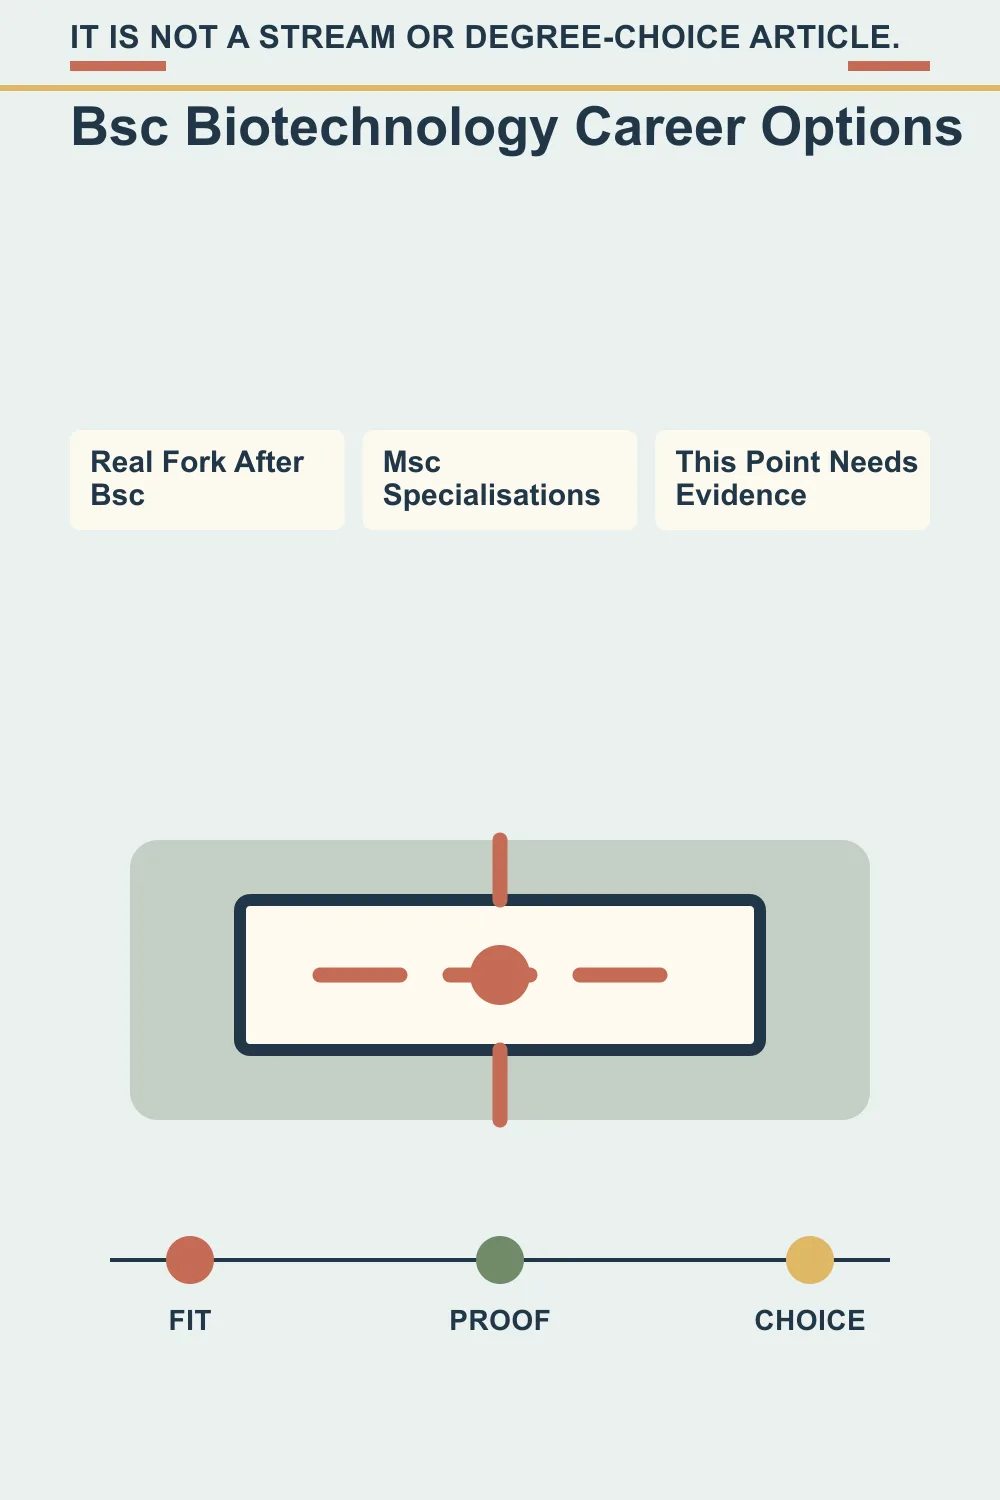 IT IS NOT A STREAM OR DEGREE-CHOICE ARTICLE.
Bsc Biotechnology Career Options
Real Fork After
Bsc
Msc
Specialisations
This Point Needs
Evidence
FIT
PROOF
CHOICE